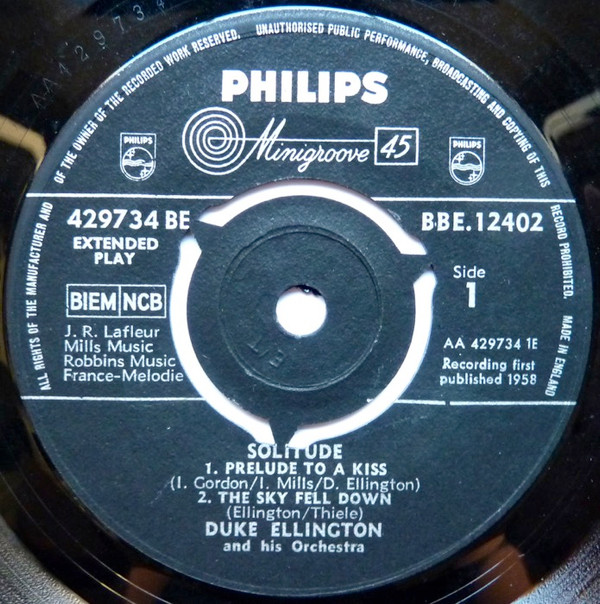 AA429734
ALL RIGHTS OF THE MANUFACTURER AND OF THE OWNER OF THE RECORDED WORK RESERVED. UNAUTHORISED PUBLIC PERFORMANCE, BROADCASTING AND COPYING OF THIS RECORD PROHIBITED. MADE IN ENGLAND
PHILIPS
Minigroove 45
PHILIPS
PHILIPS
429734 BE
EXTENDED
PLAY
BIEM NCB
J. R. Lafleur
Mills Music
Robbins Music
France-Melodie
BBE.12402
Side
1
AA 429734 1E
Recording first
published 1958
SOLITUDE
1. PRELUDE TO A KISS
(I. Gordon/I. Mills/D. Ellington)
2. THE SKY FELL DOWN
(Ellington/Thiele)
DUKE ELLINGTON
and his Orchestra